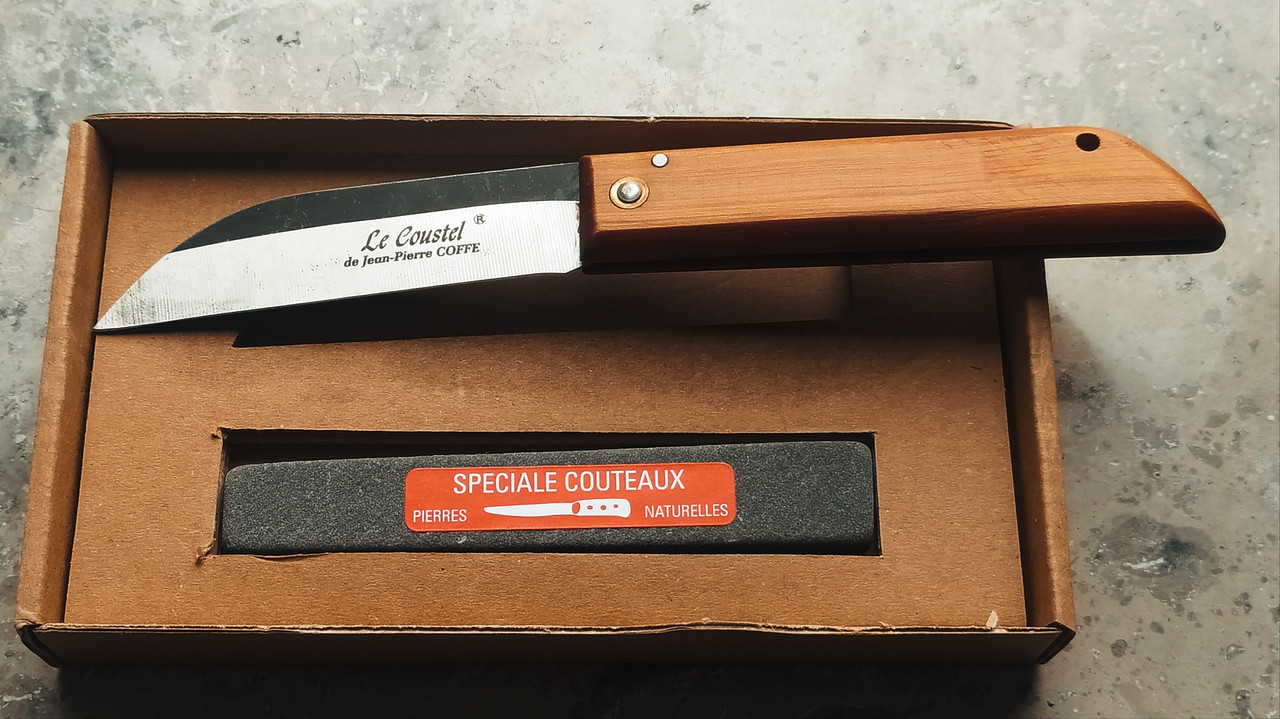 Le Coustel ®
de Jean-Pierre COFFE
SPECIALE COUTEAUX
PIERRES NATURELLES